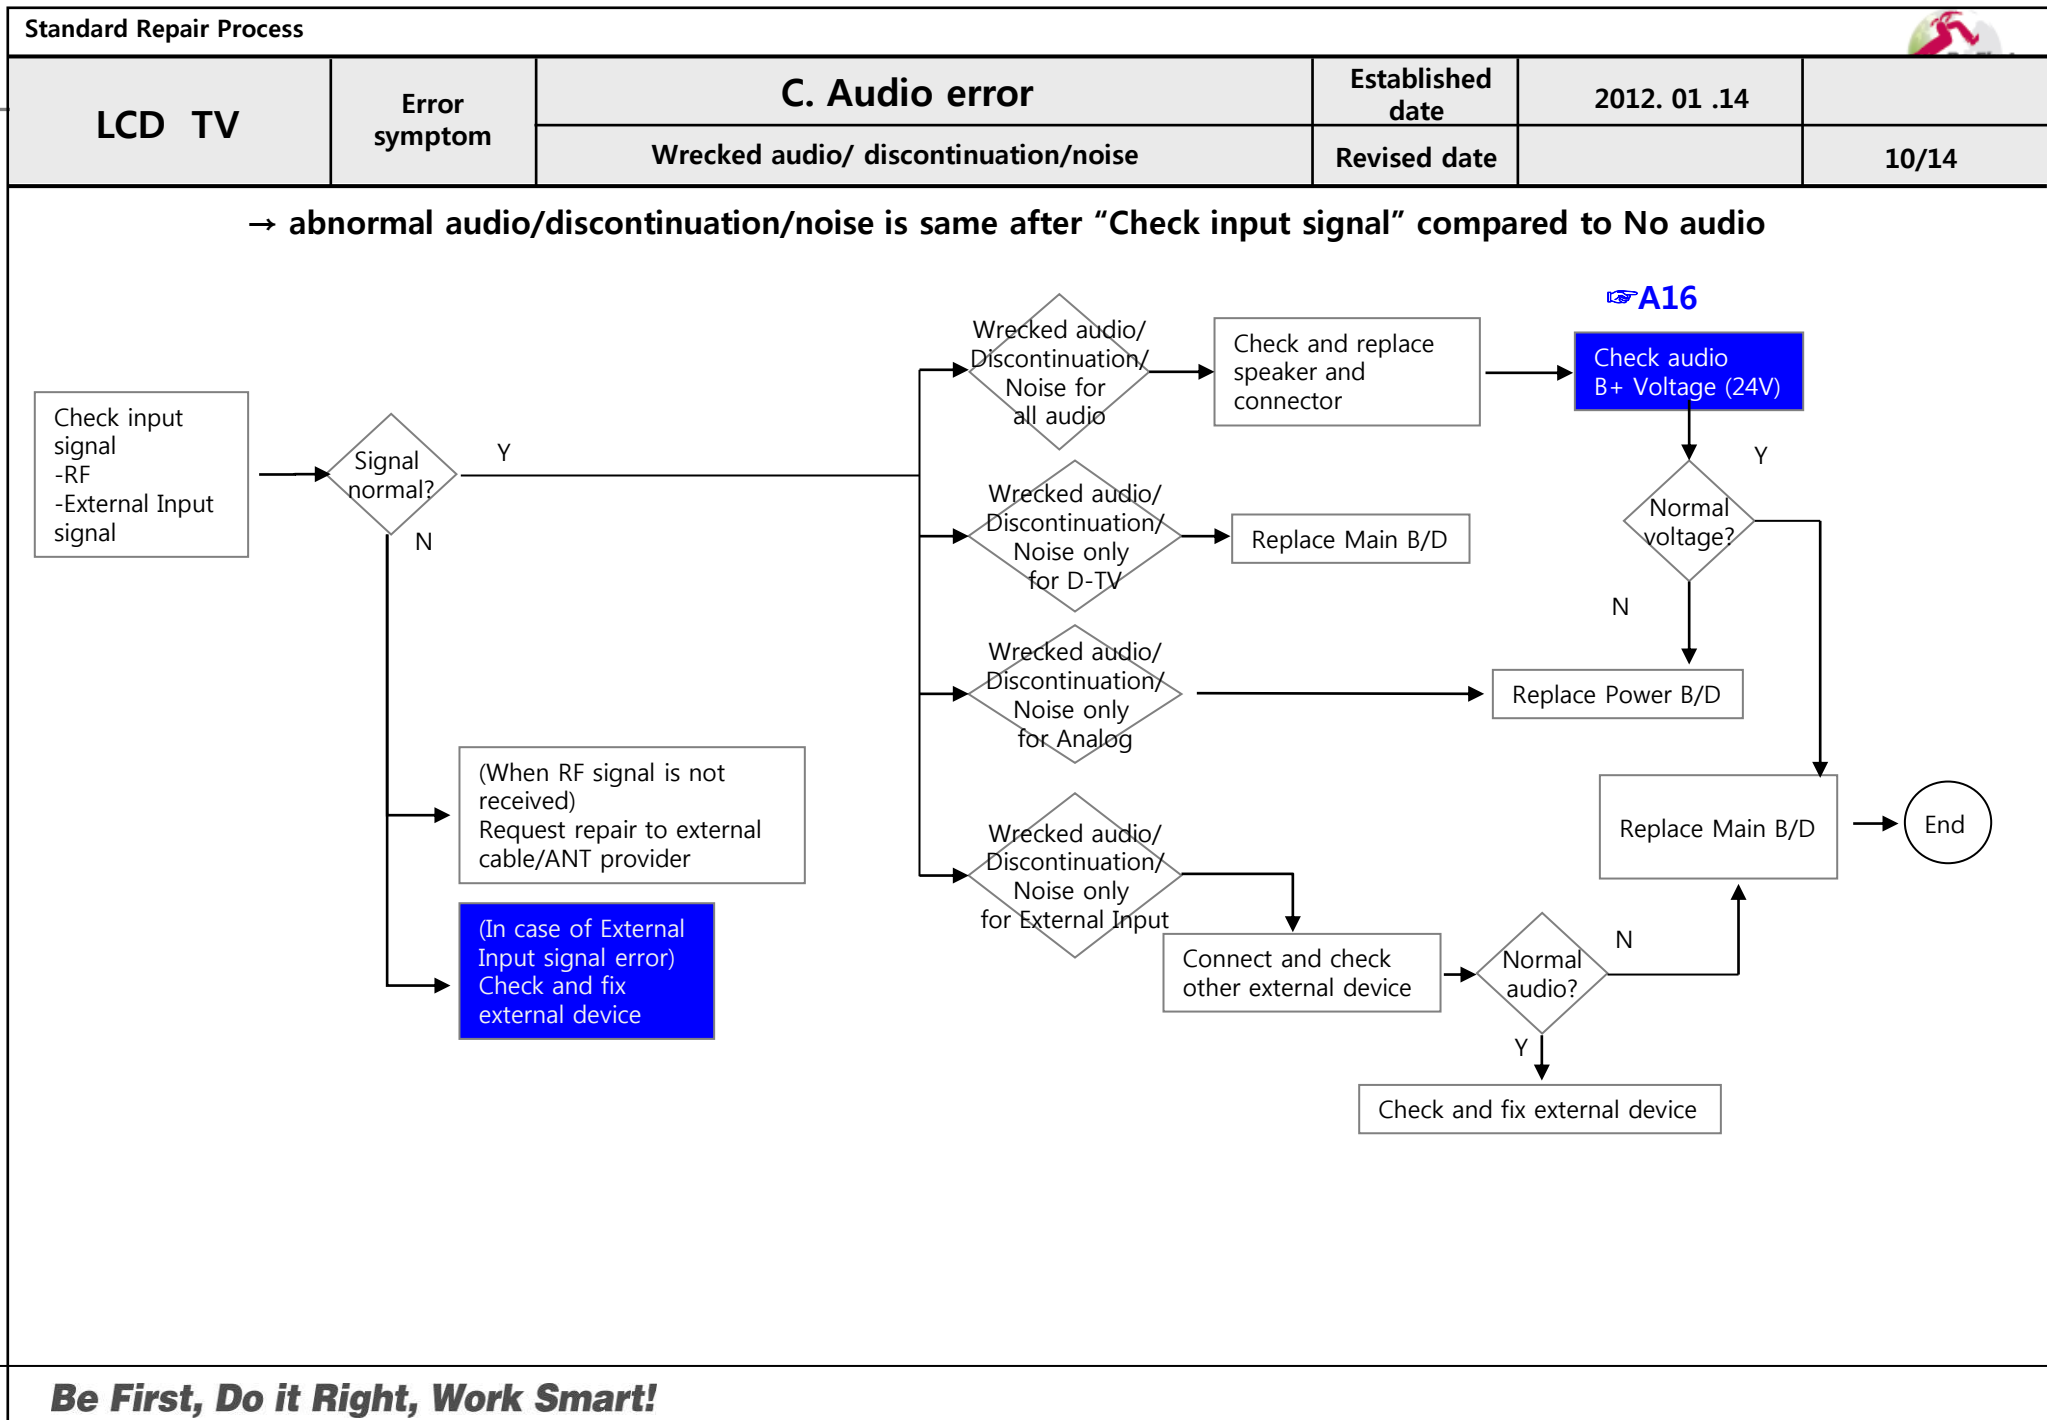 Standard Repair Process
LCD TV
Error
symptom
C. Audio error
Established
date
2012. 01 .14
Wrecked audio/ discontinuation/noise
Revised date
10/14
→ abnormal audio/discontinuation/noise is same after “Check input signal” compared to No audio
☞A16
Check input
signal
-RF
-External Input
signal
Signal
normal?
Y
N
Wrecked audio/
Discontinuation/
Noise for
all audio
Check and replace
speaker and
connector
Check audio
B+ Voltage (24V)
Y
Normal
voltage?
N
Wrecked audio/
Discontinuation/
Noise only
for D-TV
Replace Main B/D
Wrecked audio/
Discontinuation/
Noise only
for Analog
Replace Power B/D
(When RF signal is not
received)
Request repair to external
cable/ANT provider
(In case of External
Input signal error)
Check and fix
external device
Wrecked audio/
Discontinuation/
Noise only
for External Input
Replace Main B/D
End
Connect and check
other external device
Normal
audio?
N
Y
Check and fix external device
Be First, Do it Right, Work Smart!